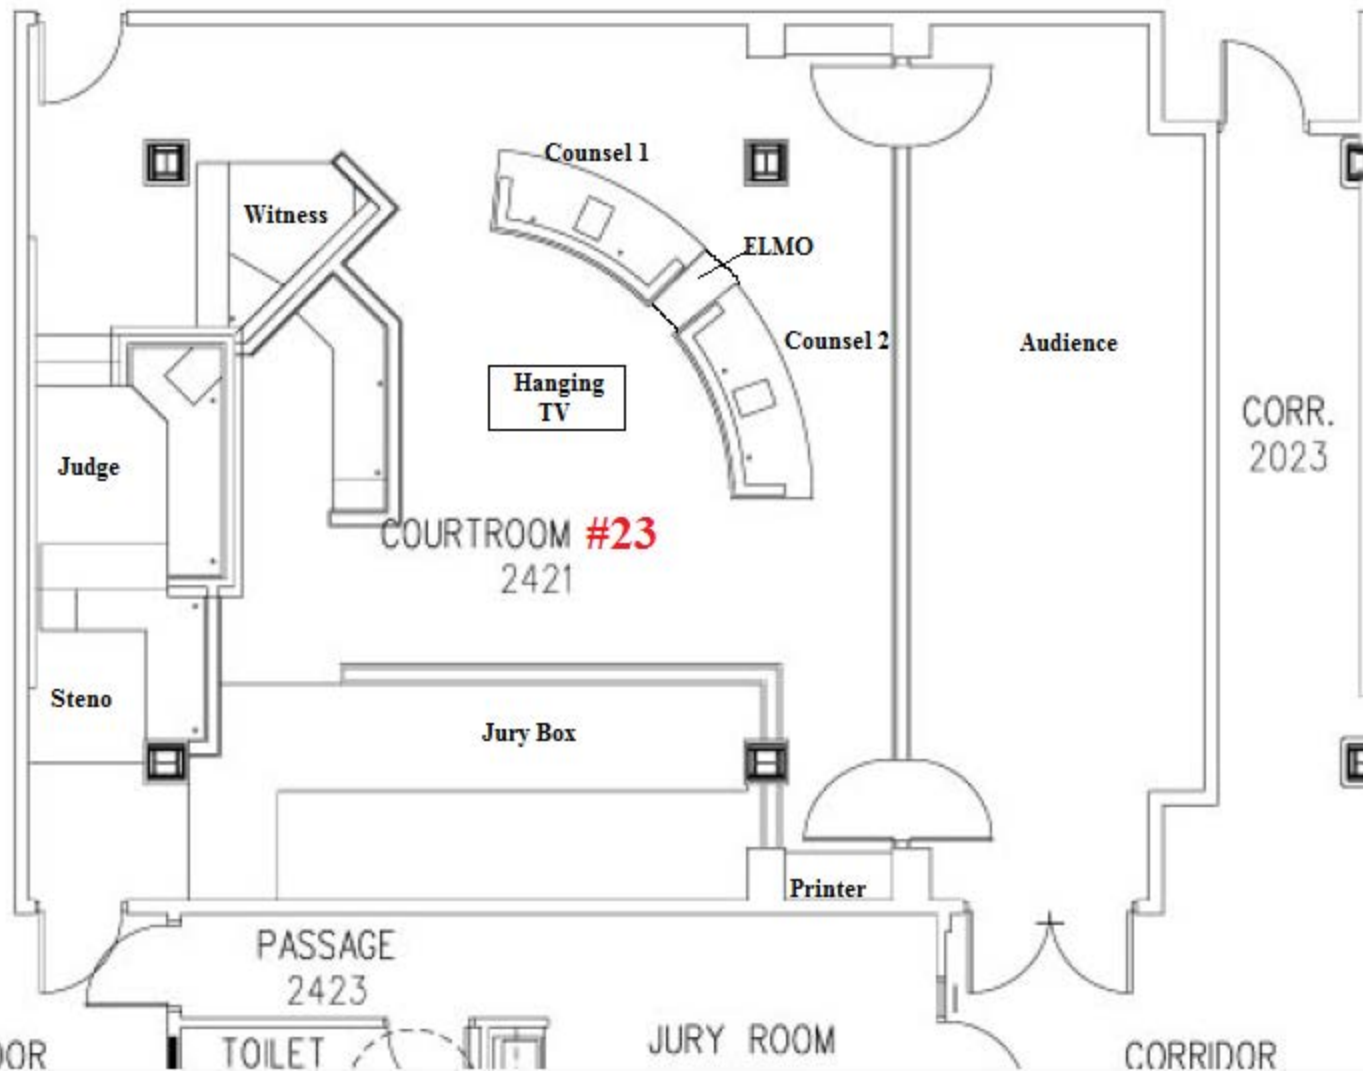 Counsel 1
Witness
ELMO
Counsel 2
Audience
Hanging
TV
CORR.
2023
Judge
COURTROOM #23
2421
Steno
Jury Box
Printer
PASSAGE
2423
JURY ROOM
TOILET
CORRIDOR